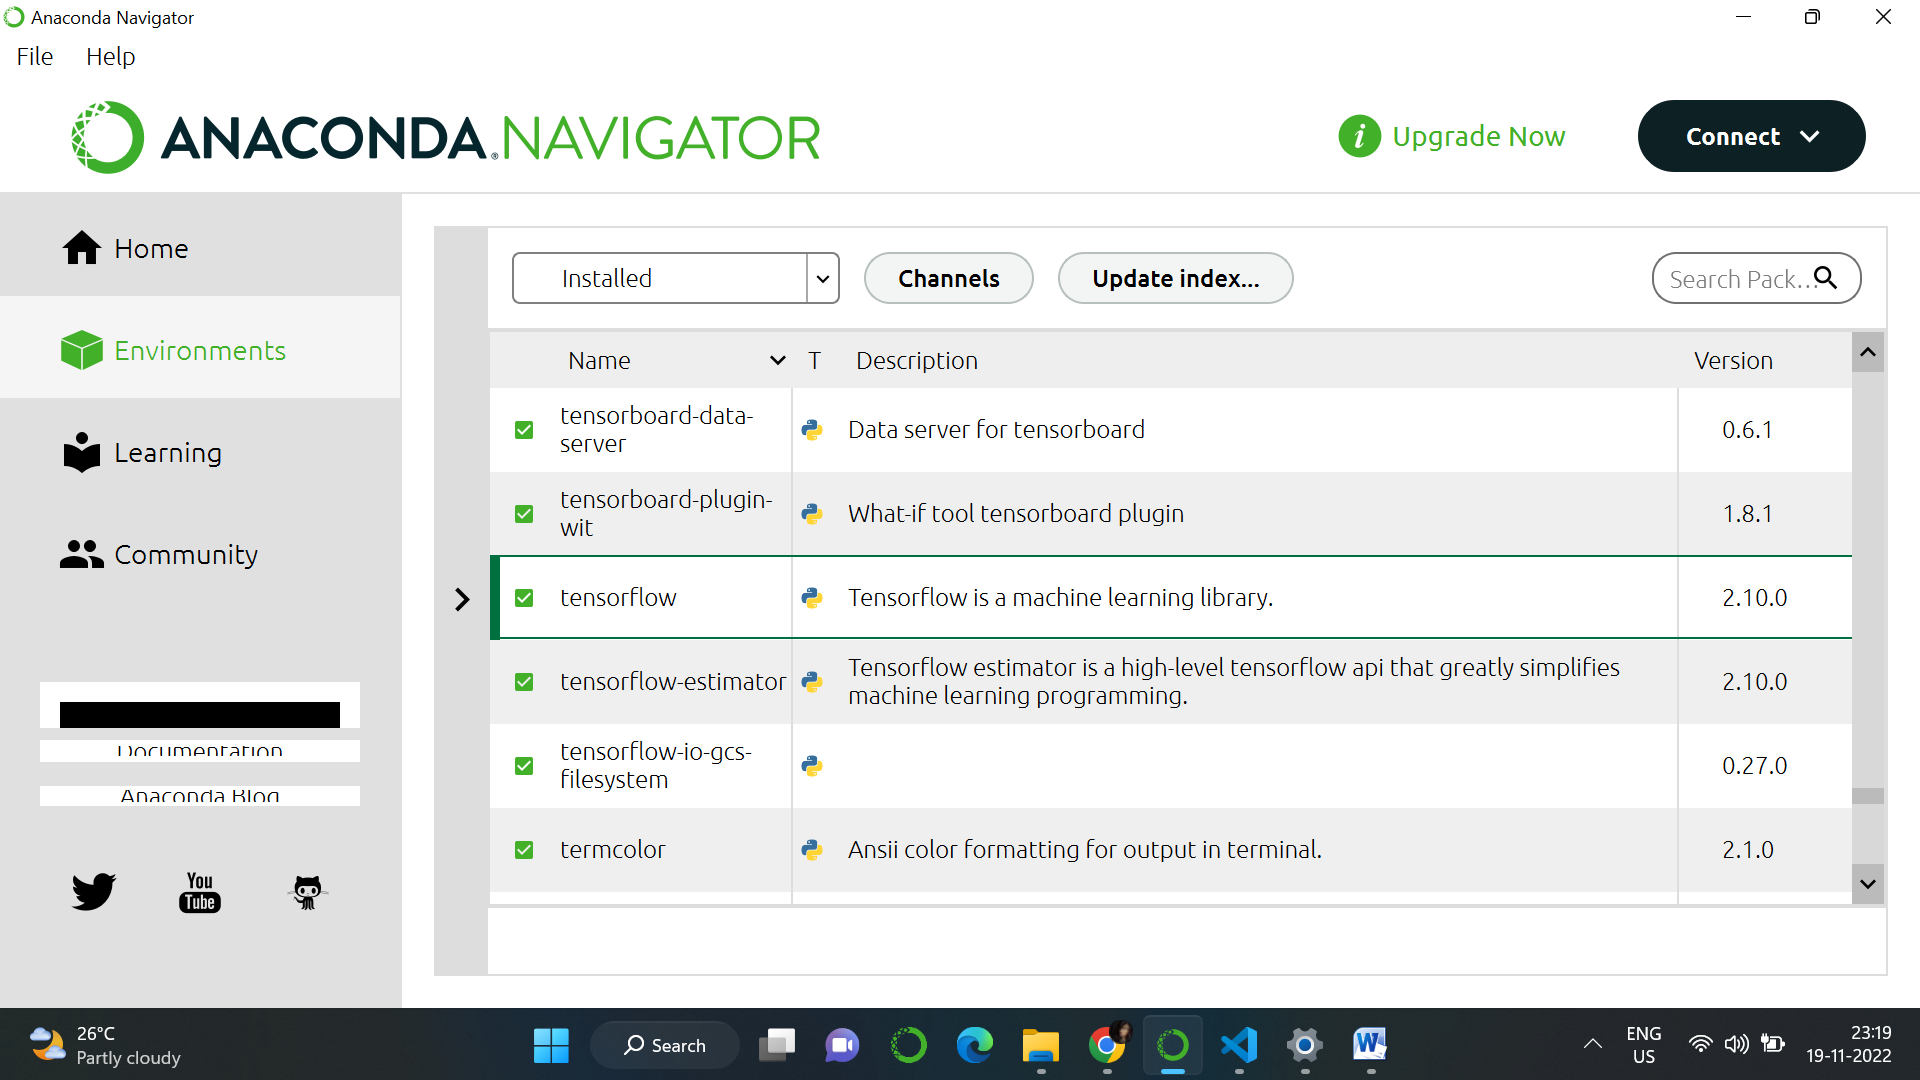 Anaconda Navigator
File Help
ANACONDA.NAVIGATOR
Upgrade Now
Connect
Home
Environments
Learning
Community
Documentation
Anaconda Blog
You
Tube
Installed
Channels
Update index...
Search Pack...
Name T Description Version
tensorboard-data-
server
Data server for tensorboard 0.6.1
tensorboard-plugin-
wit
What-if tool tensorboard plugin 1.8.1
tensorflow Tensorflow is a machine learning library. 2.10.0
tensorflow-estimator
Tensorflow estimator is a high-level tensorflow api that greatly simplifies
machine learning programming.
2.10.0
tensorflow-io-gcs-
filesystem
0.27.0
termcolor Ansii color formatting for output in terminal. 2.1.0
26°C
Partly cloudy
Search
ENG
US
23:19
19-11-2022